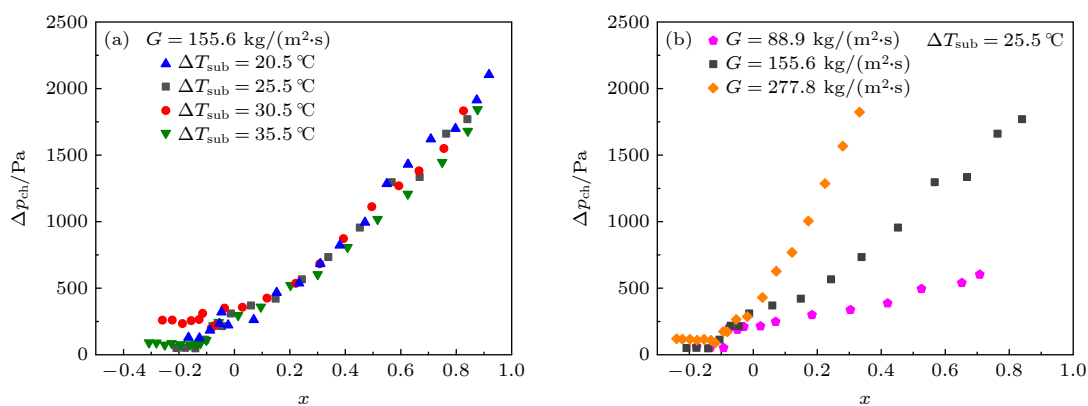 2500
2000
1500
1000
500
0
Δp_ch/Pa
(a)
G = 155.6 kg/(m²·s)
ΔT_sub = 20.5 ℃
ΔT_sub = 25.5 ℃
ΔT_sub = 30.5 ℃
ΔT_sub = 35.5 ℃
−0.4 −0.2 0 0.2 0.4 0.6 0.8 1.0
x
2500
2000
1500
1000
500
0
Δp_ch/Pa
(b)
G = 88.9 kg/(m²·s) ΔT_sub = 25.5 ℃
G = 155.6 kg/(m²·s)
G = 277.8 kg/(m²·s)
−0.2 0 0.2 0.4 0.6 0.8 1.0
x